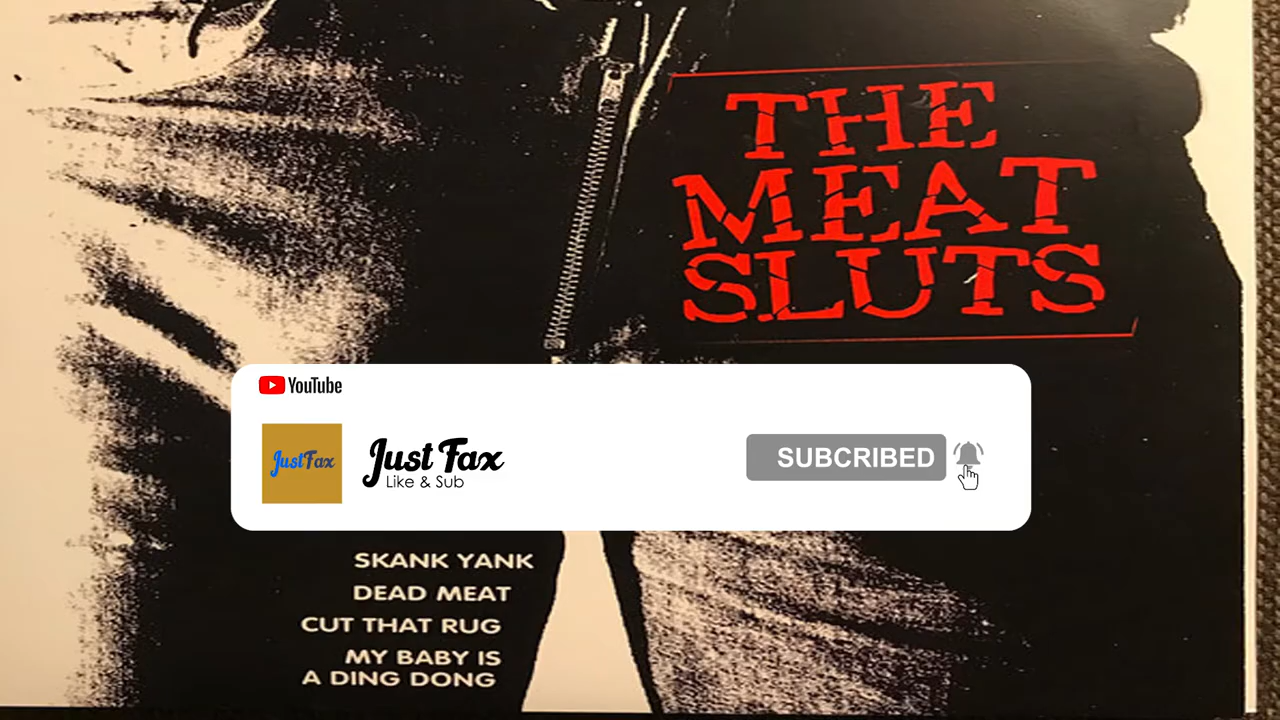 THE
MEAT
SLUTS
YouTube
JustFax
Just Fax
Like & Sub
SUBCRIBED
SKANK YANK
DEAD MEAT
CUT THAT RUG
MY BABY IS
A DING DONG